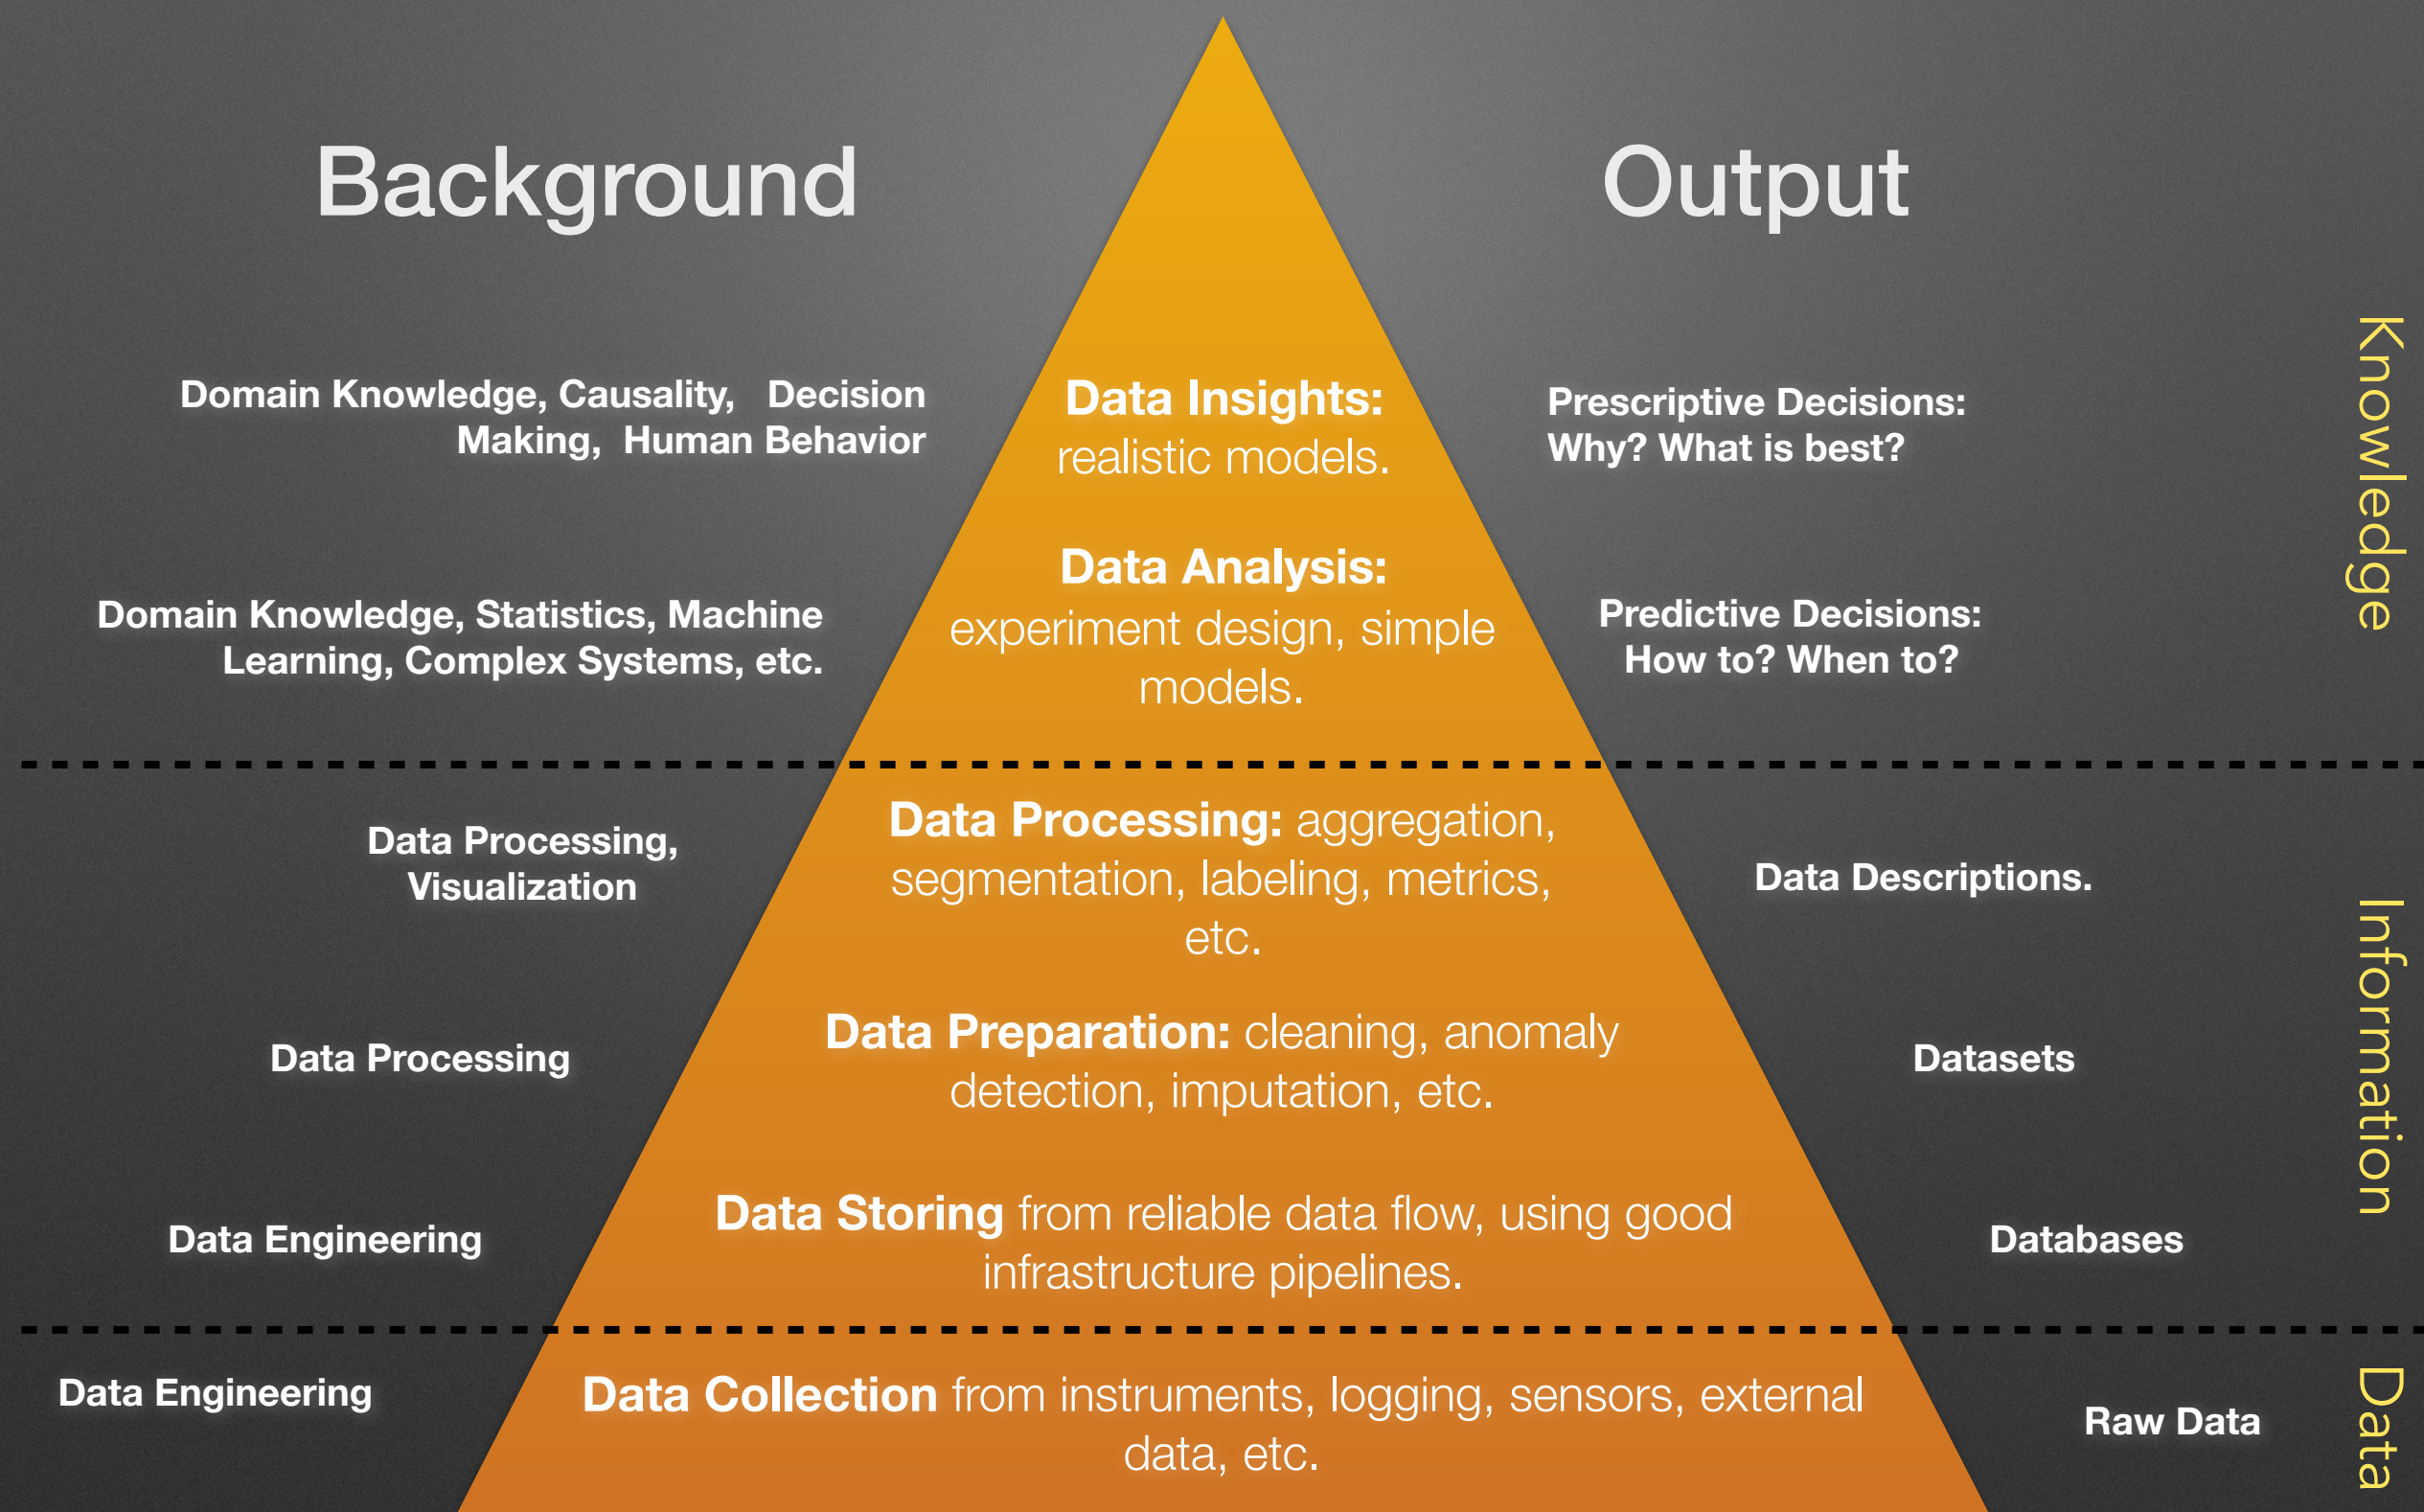 Background
Output
Domain Knowledge, Causality, Decision
Making, Human Behavior
Data Insights:
realistic models.
Prescriptive Decisions:
Why? What is best?
Knowledge
Domain Knowledge, Statistics, Machine
Learning, Complex Systems, etc.
Data Analysis:
experiment design, simple
models.
Predictive Decisions:
How to? When to?
Data Processing,
Visualization
Data Processing: aggregation,
segmentation, labeling, metrics,
etc.
Data Descriptions.
Information
Data Processing
Data Preparation: cleaning, anomaly
detection, imputation, etc.
Datasets
Data Engineering
Data Storing from reliable data flow, using good
infrastructure pipelines.
Databases
Data Engineering
Data Collection from instruments, logging, sensors, external
data, etc.
Raw Data
Data